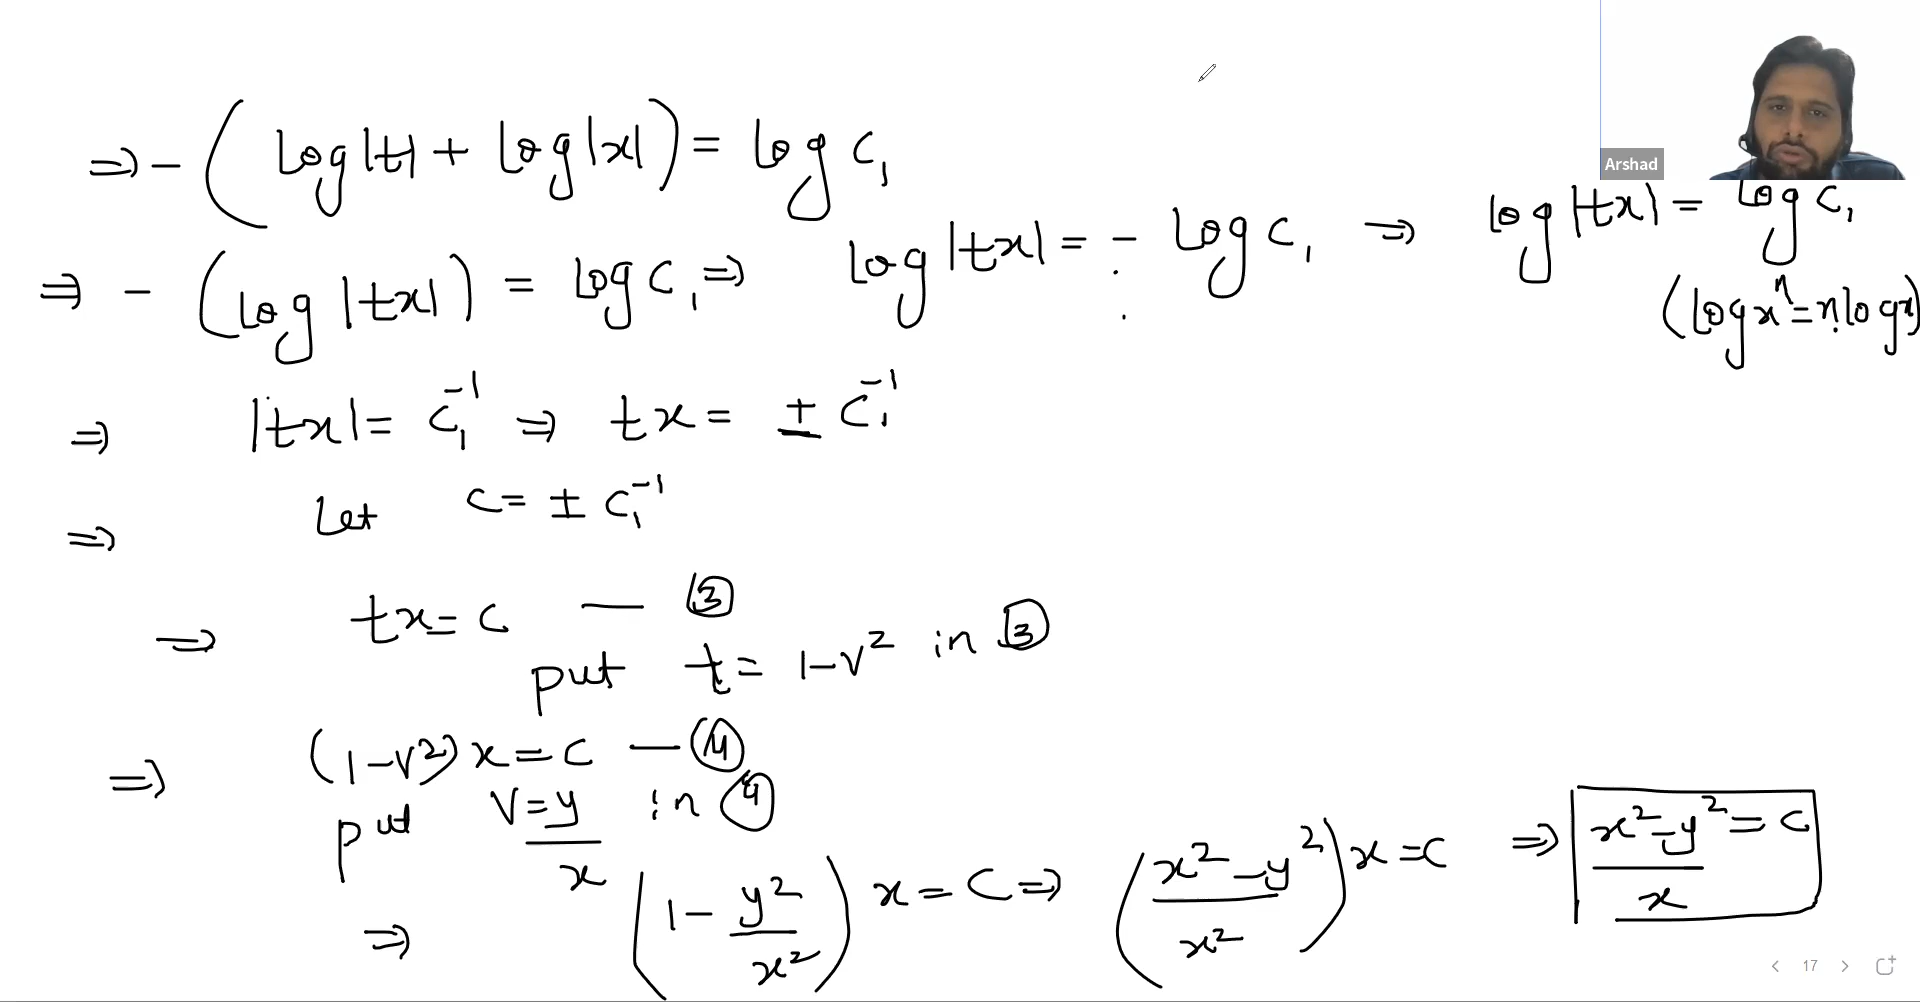 Arshad
⇒ - (log|t| + log|x|) = log c₁
⇒ - (log|tx|) = log c₁ ⇒ log|tx| = - log c₁ ⇒ log|tx| = log c₁
(log xⁿ = n log x)
⇒ |tx| = c₁⁻¹ ⇒ tx = ± c₁⁻¹
⇒ Let c = ± c₁⁻¹
⇒ tx = c — ③
put t = 1-v² in ③
⇒ (1-v²)x = c — ④
put v = y/x in ④
⇒ (1 - y²/x²) x = c ⇒ ((x²-y²)/x²) x = c ⇒ (x²-y²)/x = c
17